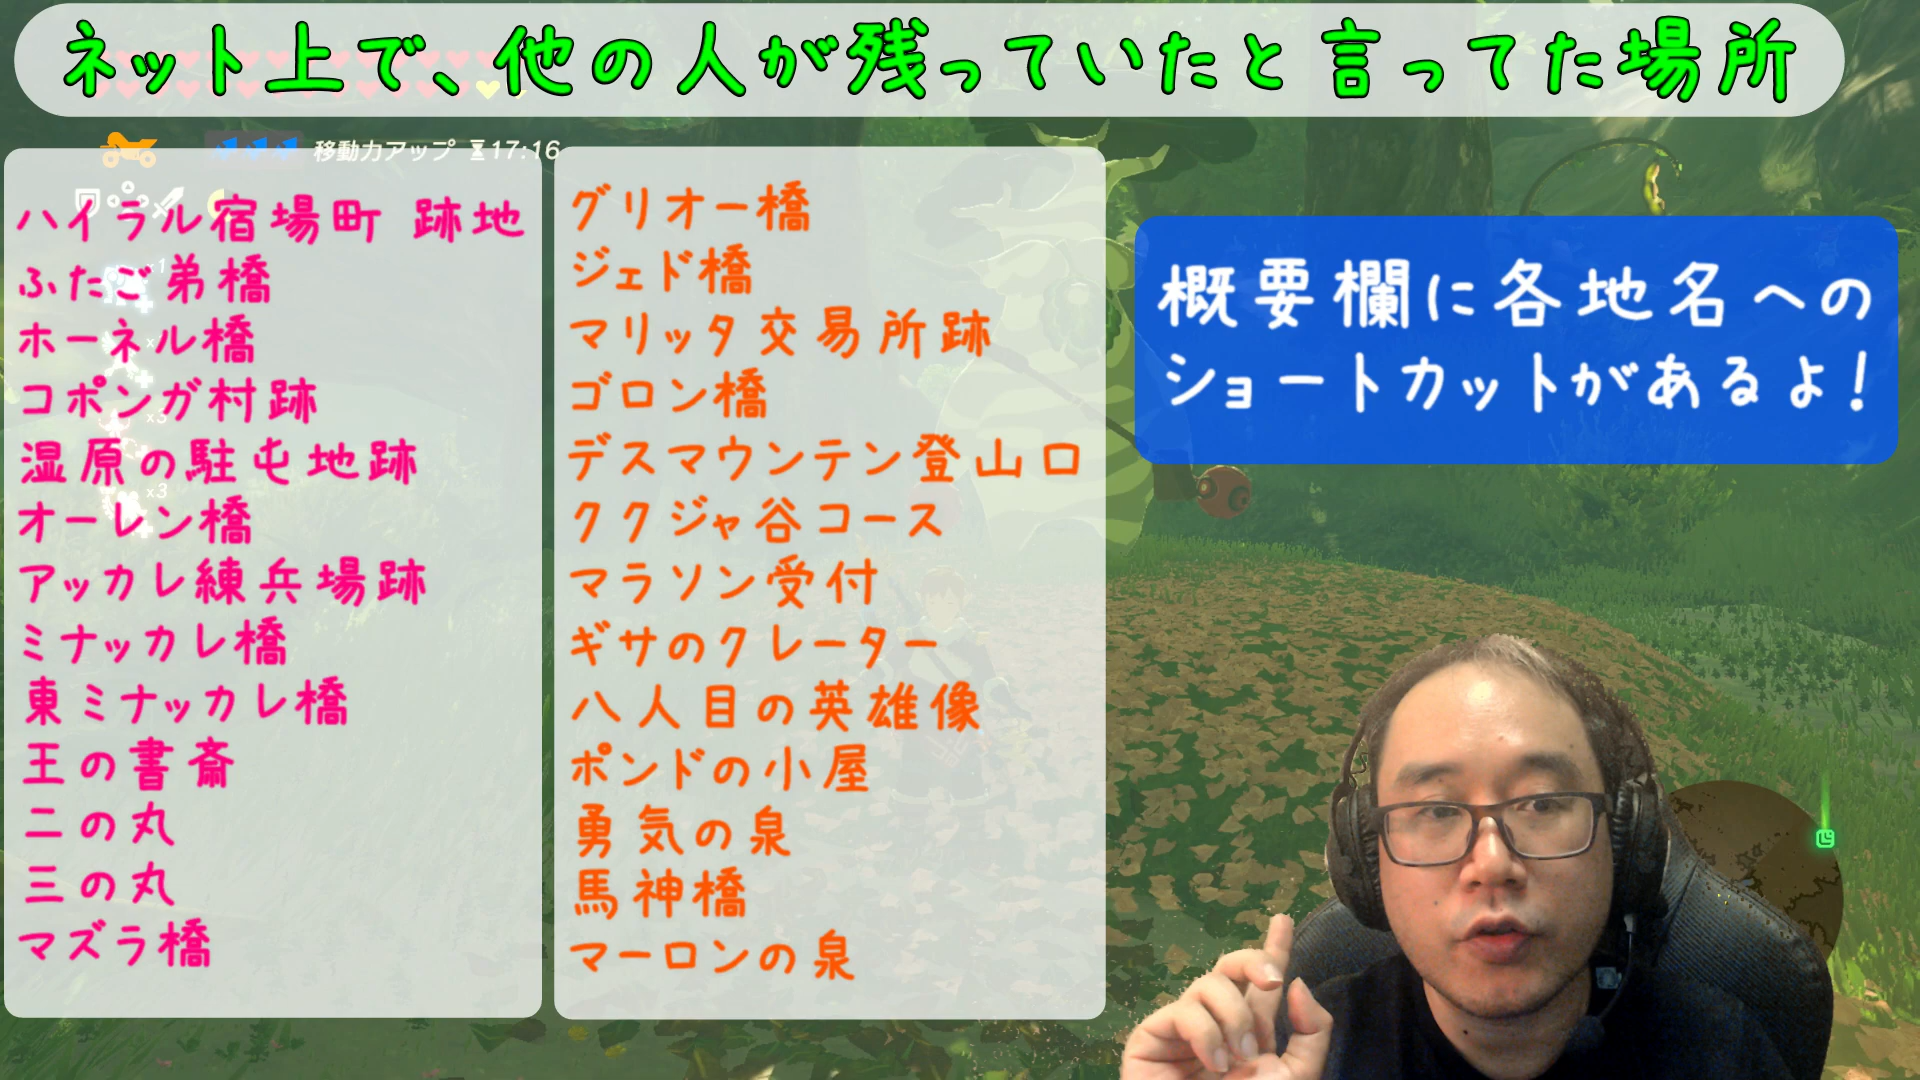 ネット上で、他の人が残っていたと言ってた場所
移動力アップ 17:16
ハイラル宿場町 跡地
ふたご弟橋
ホーネル橋
コポンガ村跡
湿原の駐屯地跡
オーレン橋
アッカレ練兵場跡
ミナッカレ橋
東ミナッカレ橋
王の書斎
二の丸
三の丸
マズラ橋
グリオー橋
ジェド橋
マリッタ交易所跡
ゴロン橋
デスマウンテン登山口
ククジャ谷コース
マラソン受付
ギサのクレーター
八人目の英雄像
ポンドの小屋
勇気の泉
馬神橋
マーロンの泉
概要欄に各地名への
ショートカットがあるよ!
×1
×3
×3